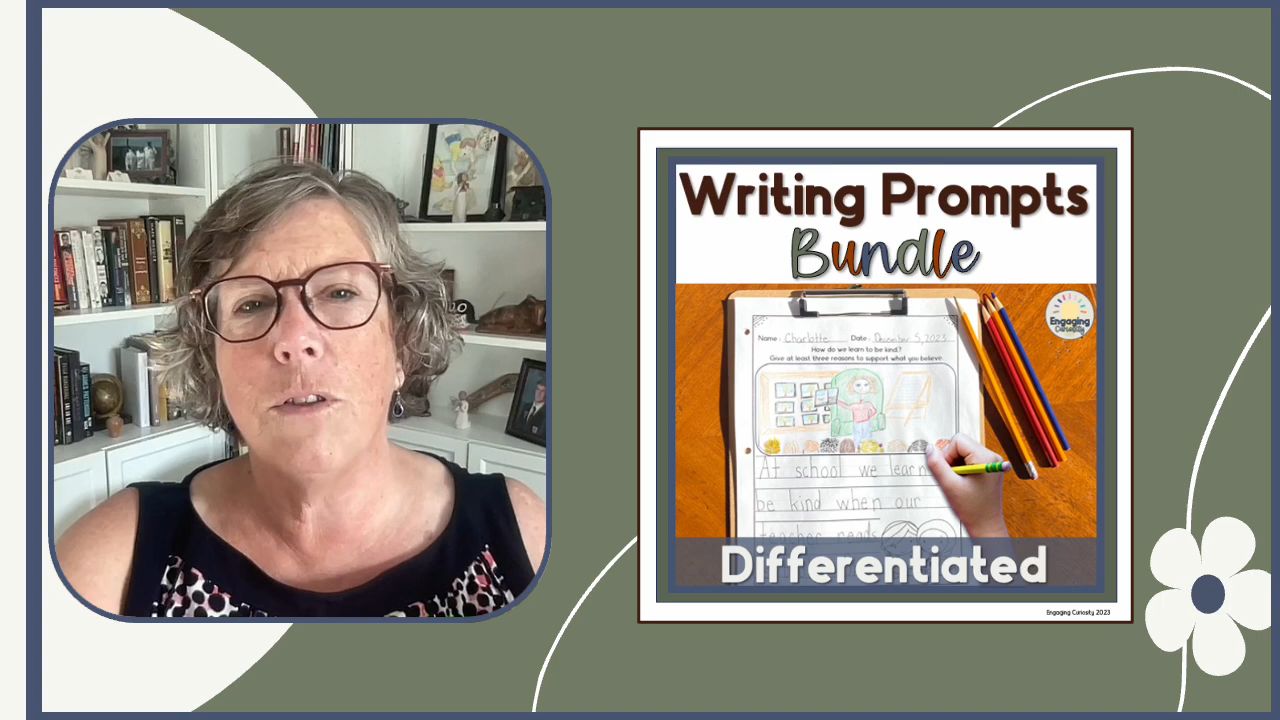 Writing Prompts
Bundle
Engaging
Curiosity
Name: Charlotte Date: December 5, 2023
How do we learn to be kind?
Give at least three reasons to support what you believe.
At school we learn
be kind when our
teacher reads
Differentiated
Engaging Curiosty 2023